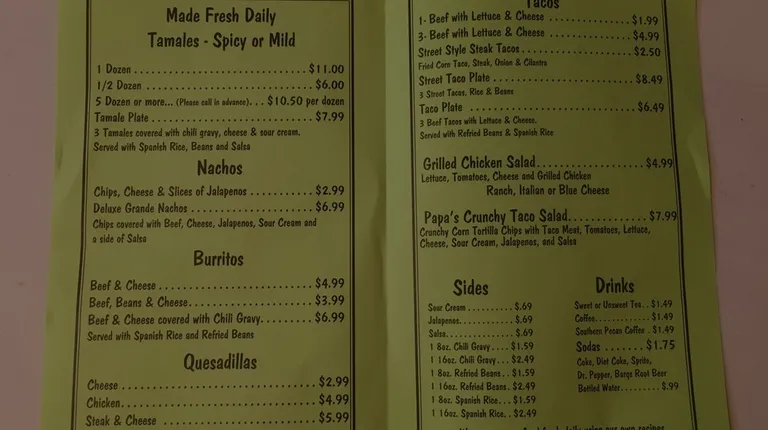 Made Fresh Daily
Tamales - Spicy or Mild
1 Dozen ........................ $11.00
1/2 Dozen ........................ $6.00
5 Dozen or more... (Please call in advance)... $10.50 per dozen
Tamale Plate ........................ $7.99
3 Tamales covered with chili gravy, cheese & sour cream.
Served with Spanish Rice, Beans and Salsa
Nachos
Chips, Cheese & Slices of Jalapenos .......... $2.99
Deluxe Grande Nachos .................... $6.99
Chips covered with Beef, Cheese, Jalapenos, Sour Cream and
a side of Salsa
Burritos
Beef & Cheese ........................ $4.99
Beef, Beans & Cheese.................... $3.99
Beef & Cheese covered with Chili Gravy......... $6.99
Served with Spanish Rice and Refried Beans
Quesadillas
Cheese ........................ $2.99
Chicken........................ $4.99
Steak & Cheese ........................ $5.99
Tacos
1- Beef with Lettuce & Cheese .............. $1.99
3- Beef with Lettuce & Cheese .............. $4.99
Street Style Steak Tacos .................. $2.50
Fried Corn Taco, Steak, Onion & Cilantro
Street Taco Plate ........................ $8.49
3 Street Tacos, Rice & Beans
Taco Plate ........................ $6.49
3 Beef Tacos with Lettuce & Cheese.
Served with Refried Beans & Spanish Rice
Grilled Chicken Salad.................... $4.99
Lettuce, Tomatoes, Cheese and Grilled Chicken
Ranch, Italian or Blue Cheese
Papa's Crunchy Taco Salad.............. $7.99
Crunchy Corn Tortilla Chips with Taco Meat, Tomatoes, Lettuce,
Cheese, Sour Cream, Jalapenos, and Salsa
Sides
Sour Cream ........... $.69
Jalapenos............. $.69
Salsa................. $.69
1 8oz. Chili Gravy.... $1.59
1 16oz. Chili Gravy... $2.49
1 8oz. Refried Beans.. $1.59
1 16oz. Refried Beans. $2.49
1 8oz. Spanish Rice... $1.59
1 16oz. Spanish Rice.. $2.49
Drinks
Sweet or Unsweet Tea.. $1.49
Coffee............... $1.49
Southern Pecan Coffee . $1.49
Sodas ....... $1.75
Coke, Diet Coke, Sprite,
Dr. Pepper, Barqs Root Beer
Bottled Water......... $.99